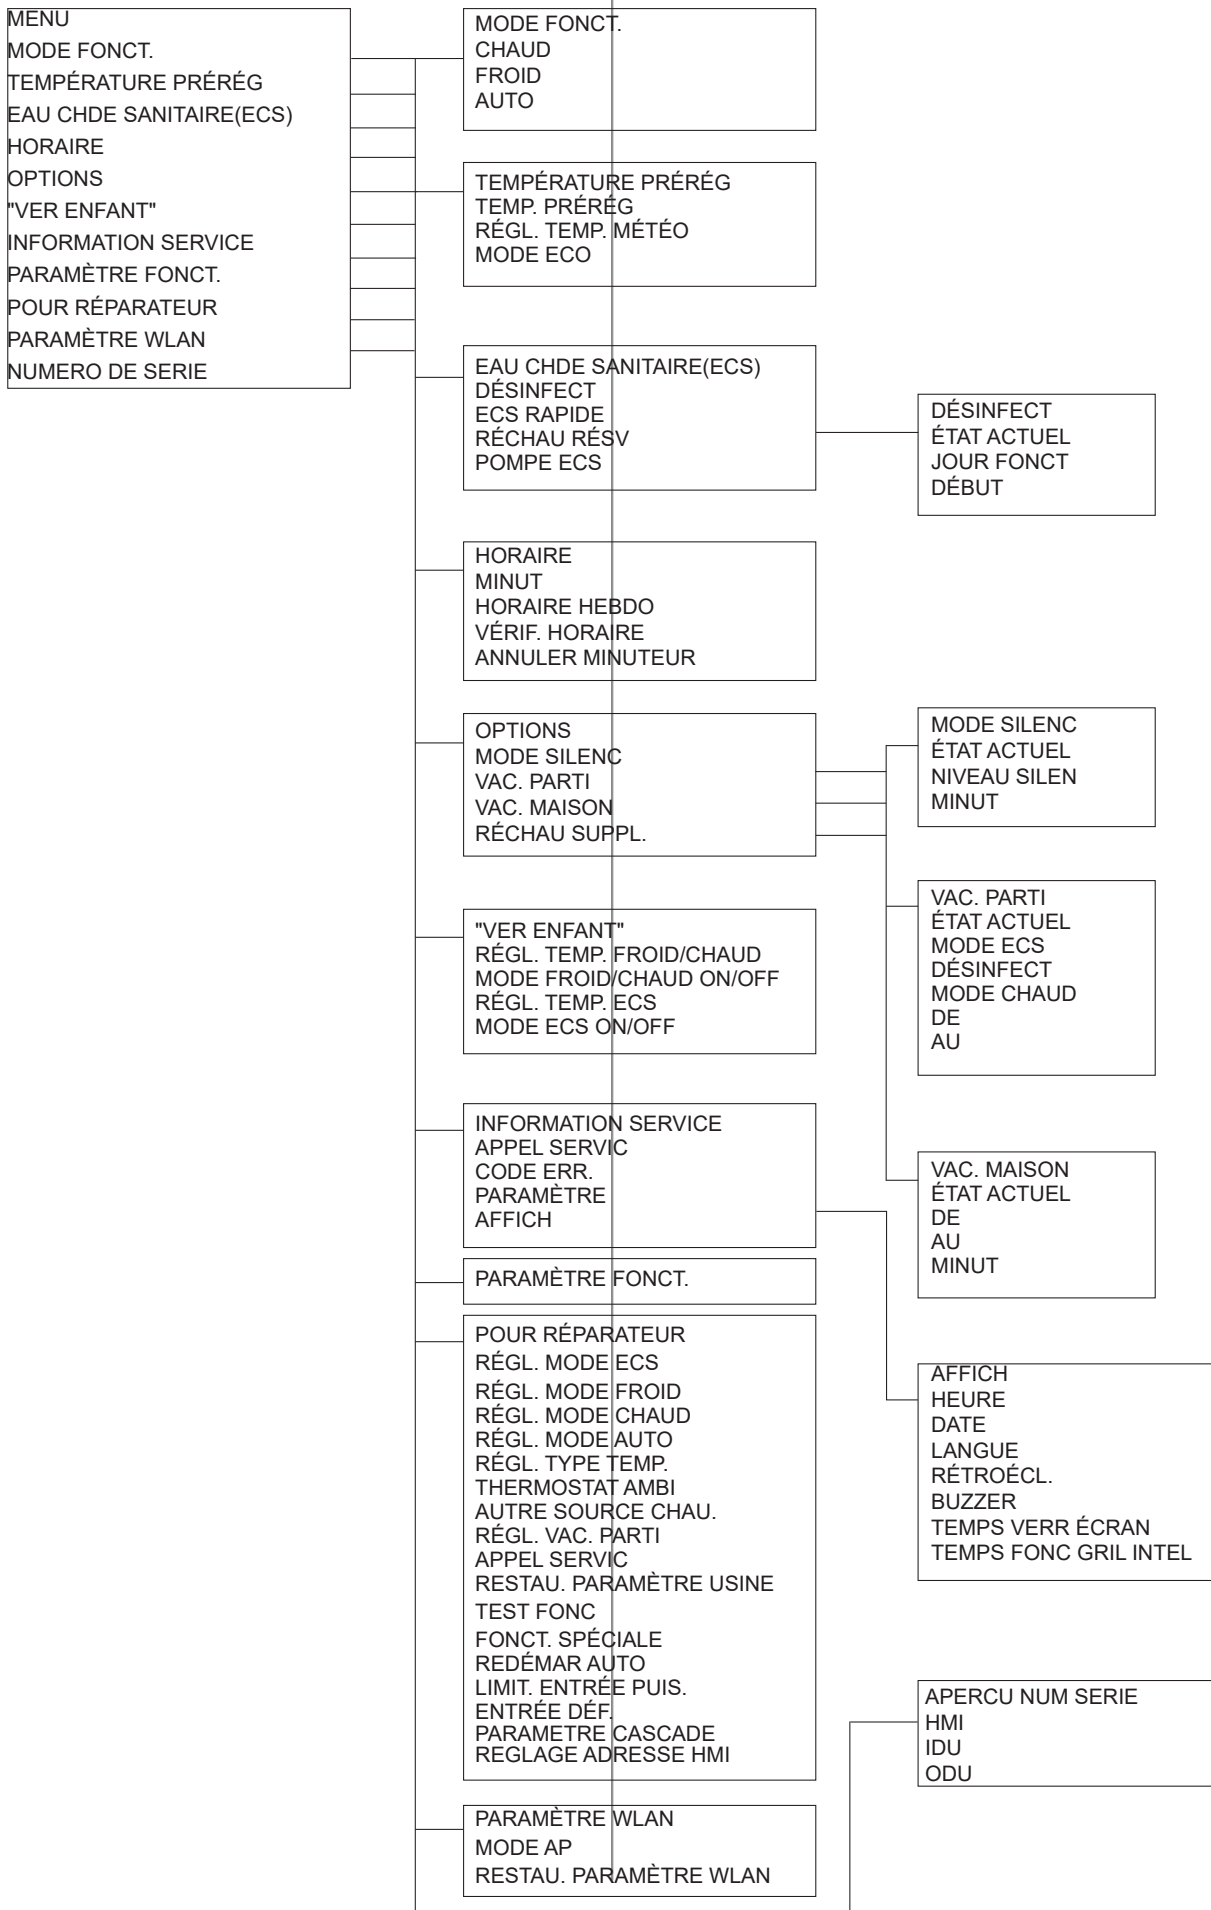 MENU
MODE FONCT.
TEMPÉRATURE PRÉRÉG
EAU CHDE SANITAIRE(ECS)
HORAIRE
OPTIONS
"VER ENFANT"
INFORMATION SERVICE
PARAMÈTRE FONCT.
POUR RÉPARATEUR
PARAMÈTRE WLAN
NUMERO DE SERIE
MODE FONCT.
CHAUD
FROID
AUTO
TEMPÉRATURE PRÉRÉG
TEMP. PRÉRÉG
RÉGL. TEMP. MÉTÉO
MODE ECO
EAU CHDE SANITAIRE(ECS)
DÉSINFECT
ECS RAPIDE
RÉCHAU RÉSV
POMPE ECS
DÉSINFECT
ÉTAT ACTUEL
JOUR FONCT
DÉBUT
HORAIRE
MINUT
HORAIRE HEBDO
VÉRIF. HORAIRE
ANNULER MINUTEUR
OPTIONS
MODE SILENC
VAC. PARTI
VAC. MAISON
RÉCHAU SUPPL.
MODE SILENC
ÉTAT ACTUEL
NIVEAU SILEN
MINUT
VAC. PARTI
ÉTAT ACTUEL
MODE ECS
DÉSINFECT
MODE CHAUD
DE
AU
VAC. MAISON
ÉTAT ACTUEL
DE
AU
MINUT
"VER ENFANT"
RÉGL. TEMP. FROID/CHAUD
MODE FROID/CHAUD ON/OFF
RÉGL. TEMP. ECS
MODE ECS ON/OFF
INFORMATION SERVICE
APPEL SERVIC
CODE ERR.
PARAMÈTRE
AFFICH
AFFICH
HEURE
DATE
LANGUE
RÉTROÉCL.
BUZZER
TEMPS VERR ÉCRAN
TEMPS FONC GRIL INTEL
PARAMÈTRE FONCT.
POUR RÉPARATEUR
RÉGL. MODE ECS
RÉGL. MODE FROID
RÉGL. MODE CHAUD
RÉGL. MODE AUTO
RÉGL. TYPE TEMP.
THERMOSTAT AMBI
AUTRE SOURCE CHAU.
RÉGL. VAC. PARTI
APPEL SERVIC
RESTAU. PARAMÈTRE USINE
TEST FONC
FONCT. SPÉCIALE
REDÉMAR AUTO
LIMIT. ENTRÉE PUIS.
ENTRÉE DÉF.
PARAMETRE CASCADE
REGLAGE ADRESSE HMI
APERCU NUM SERIE
HMI
IDU
ODU
PARAMÈTRE WLAN
MODE AP
RESTAU. PARAMÈTRE WLAN